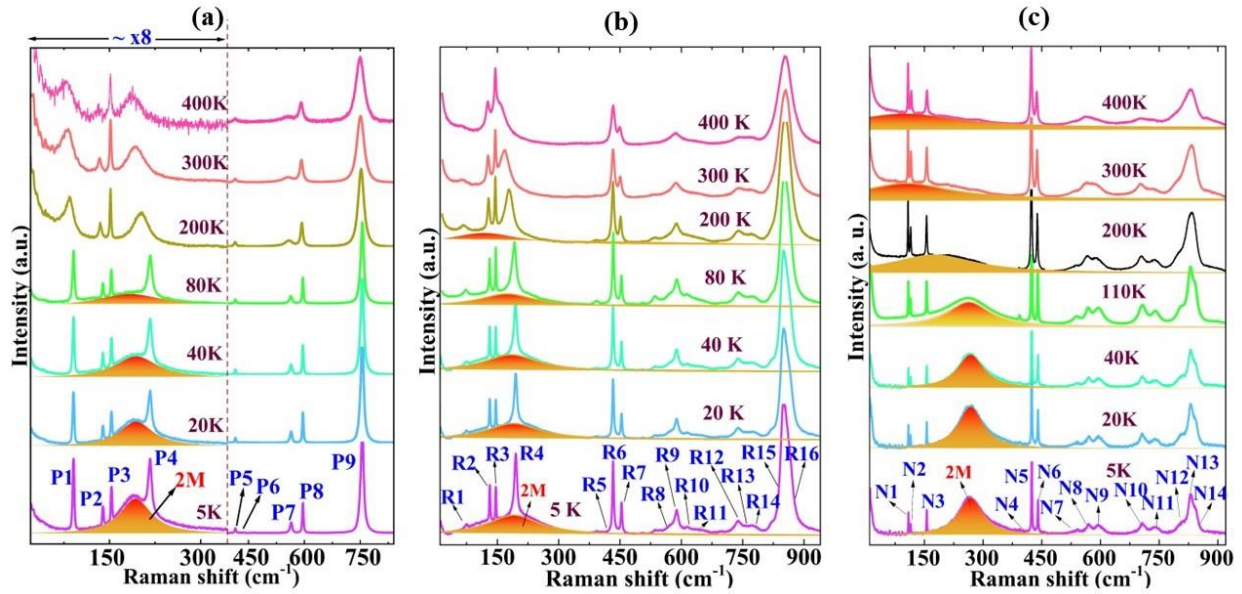 (a)
~ x8
400K
300K
200K
80K
40K
20K
P1
P2
P3
P4
2M
P5
P6
P7
P8
P9
5K
150
300
600
750
Raman shift (cm-1)
Intensity (a.u.)
(b)
400 K
300 K
200 K
80 K
40 K
20 K
R1
R2
R3
R4
2M
5 K
R5
R6
R7
R8
R9
R10
R11
R12
R13
R14
R15
R16
150
300
450
600
750
900
Raman shift (cm-1)
Intensity (a.u.)
(c)
400K
300K
200K
110K
40K
20K
5K
N1
N2
N3
2M
N4
N5
N6
N7
N8
N9
N10
N11
N12
N13
N14
150
300
450
600
750
900
Raman shift (cm-1)
Intensity (a. u.)